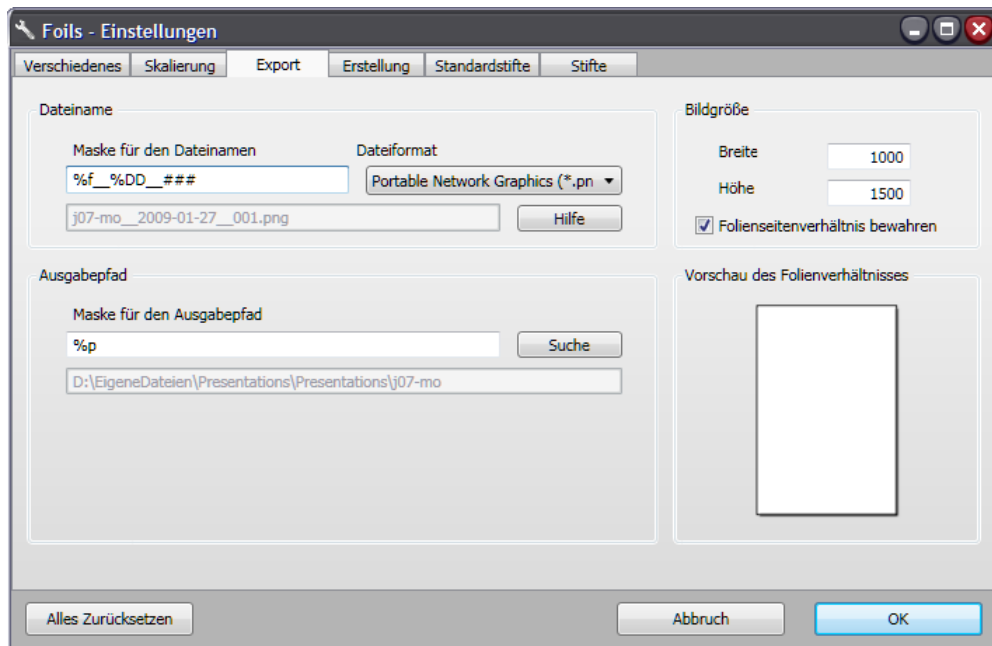 Foils - Einstellungen
Verschiedenes Skalierung Export Erstellung Standardstifte Stifte
Dateiname
Maske für den Dateinamen Dateiformat
%f__%DD__### Portable Network Graphics (*.pn
j07-mo__2009-01-27__001.png Hilfe
Bildgröße
Breite 1000
Höhe 1500
Folienseitenverhältnis bewahren
Ausgabepfad
Maske für den Ausgabepfad
%p Suche
D:\EigeneDateien\Presentations\Presentations\j07-mo
Vorschau des Folienverhältnisses
Alles Zurücksetzen Abbruch OK